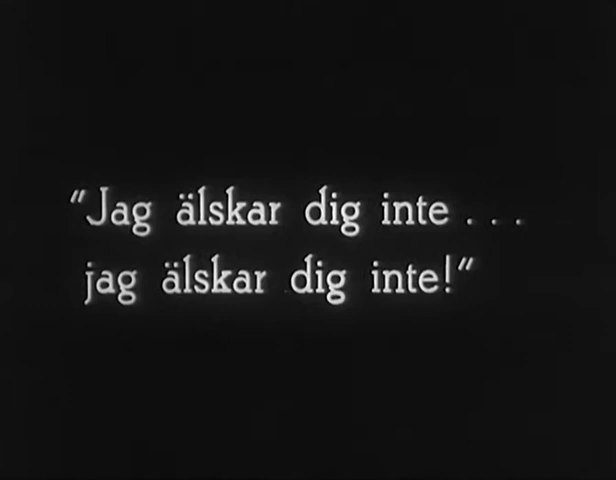 "Jag älskar dig inte . . .
jag älskar dig inte!"